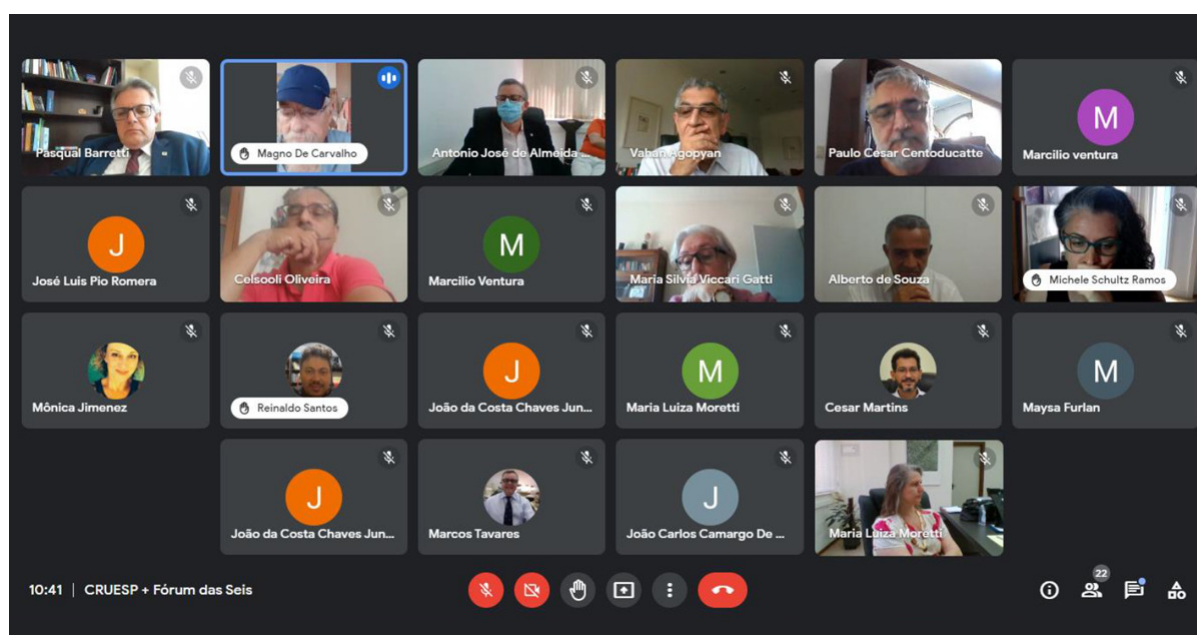 Pasqual Barretti
Magno De Carvalho
Antonio José de Almeida ...
Vahan Agopyan
Paulo Cesar Centoducatte
M
Marcilio ventura
J
José Luis Pio Romera
Celsooli Oliveira
M
Marcilio Ventura
Maria Silvia Viccari Gatti
Alberto de Souza
Michele Schultz Ramos
Mônica Jimenez
Reinaldo Santos
J
João da Costa Chaves Jun...
M
Maria Luiza Moretti
Cesar Martins
M
Maysa Furlan
J
João da Costa Chaves Jun...
Marcos Tavares
J
João Carlos Camargo De ...
Maria Luiza Moretti
10:41 | CRUESP + Fórum das Seis
22